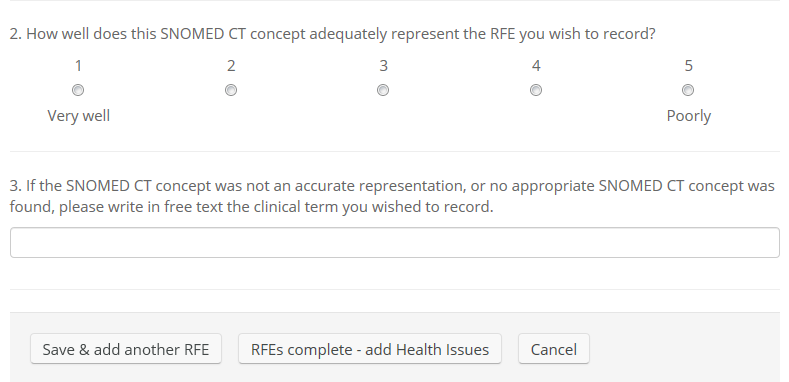 2. How well does this SNOMED CT concept adequately represent the RFE you wish to record?
1 2 3 4 5
Very well Poorly
3. If the SNOMED CT concept was not an accurate representation, or no appropriate SNOMED CT concept was
found, please write in free text the clinical term you wished to record.
Save & add another RFE RFEs complete - add Health Issues Cancel